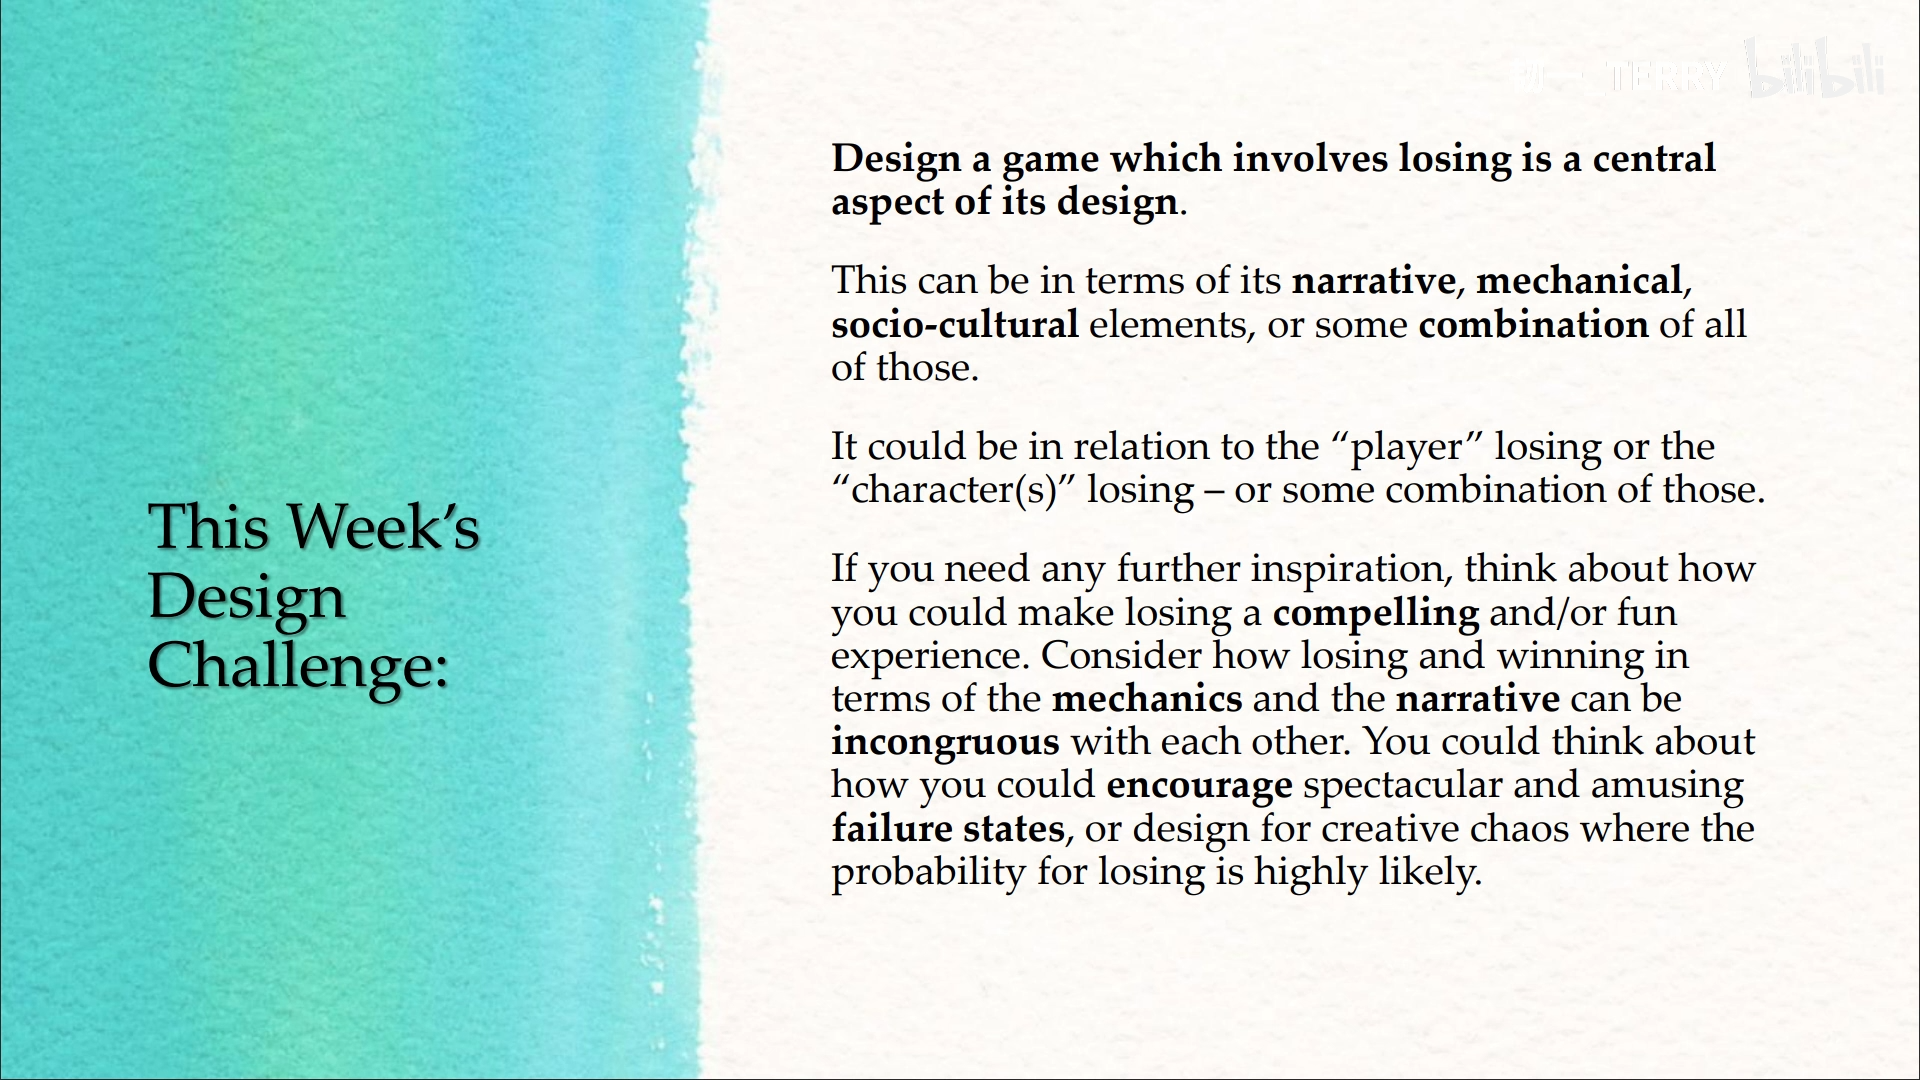 TERRY bilibili
Design a game which involves losing is a central
aspect of its design.
This can be in terms of its narrative, mechanical,
socio-cultural elements, or some combination of all
of those.
It could be in relation to the “player” losing or the
“character(s)” losing – or some combination of those.
This Week’s
Design
Challenge:
If you need any further inspiration, think about how
you could make losing a compelling and/or fun
experience. Consider how losing and winning in
terms of the mechanics and the narrative can be
incongruous with each other. You could think about
how you could encourage spectacular and amusing
failure states, or design for creative chaos where the
probability for losing is highly likely.